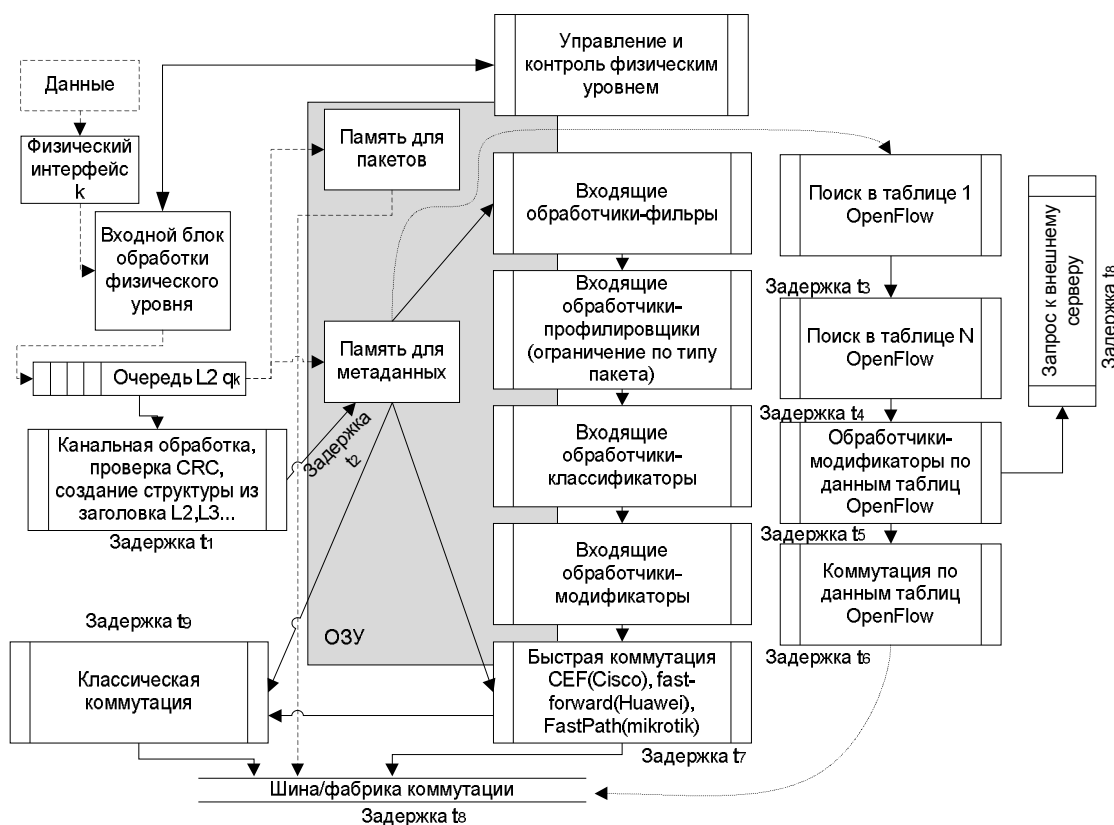 Управление и
контроль физическим
уровнем
Данные
Физический
интерфейс
k
Память для
пакетов
Входной блок
обработки
физического
уровня
Входящие
обработчики-фильры
Поиск в таблице 1
OpenFlow
Задержка t3
Запрос к внешнему
серверу
Задержка t8
Входящие
обработчики-
профилировщики
(ограничение по типу
пакета)
Поиск в таблице N
OpenFlow
Задержка t4
Память для
метаданных
Очередь L2 qk
Канальная обработка,
проверка CRC,
создание структуры из
заголовка L2,L3...
Задержка t1
Задержка
t2
Входящие
обработчики-
классификаторы
Обработчики-
модификаторы по
данным таблиц
OpenFlow
Задержка t5
Входящие
обработчики-
модификаторы
Коммутация по
данным таблиц
OpenFlow
Задержка t6
ОЗУ
Задержка t9
Классическая
коммутация
Быстрая коммутация
CEF(Cisco), fast-
forward(Huawei),
FastPath(mikrotik)
Задержка t7
Шина/фабрика коммутации
Задержка t8